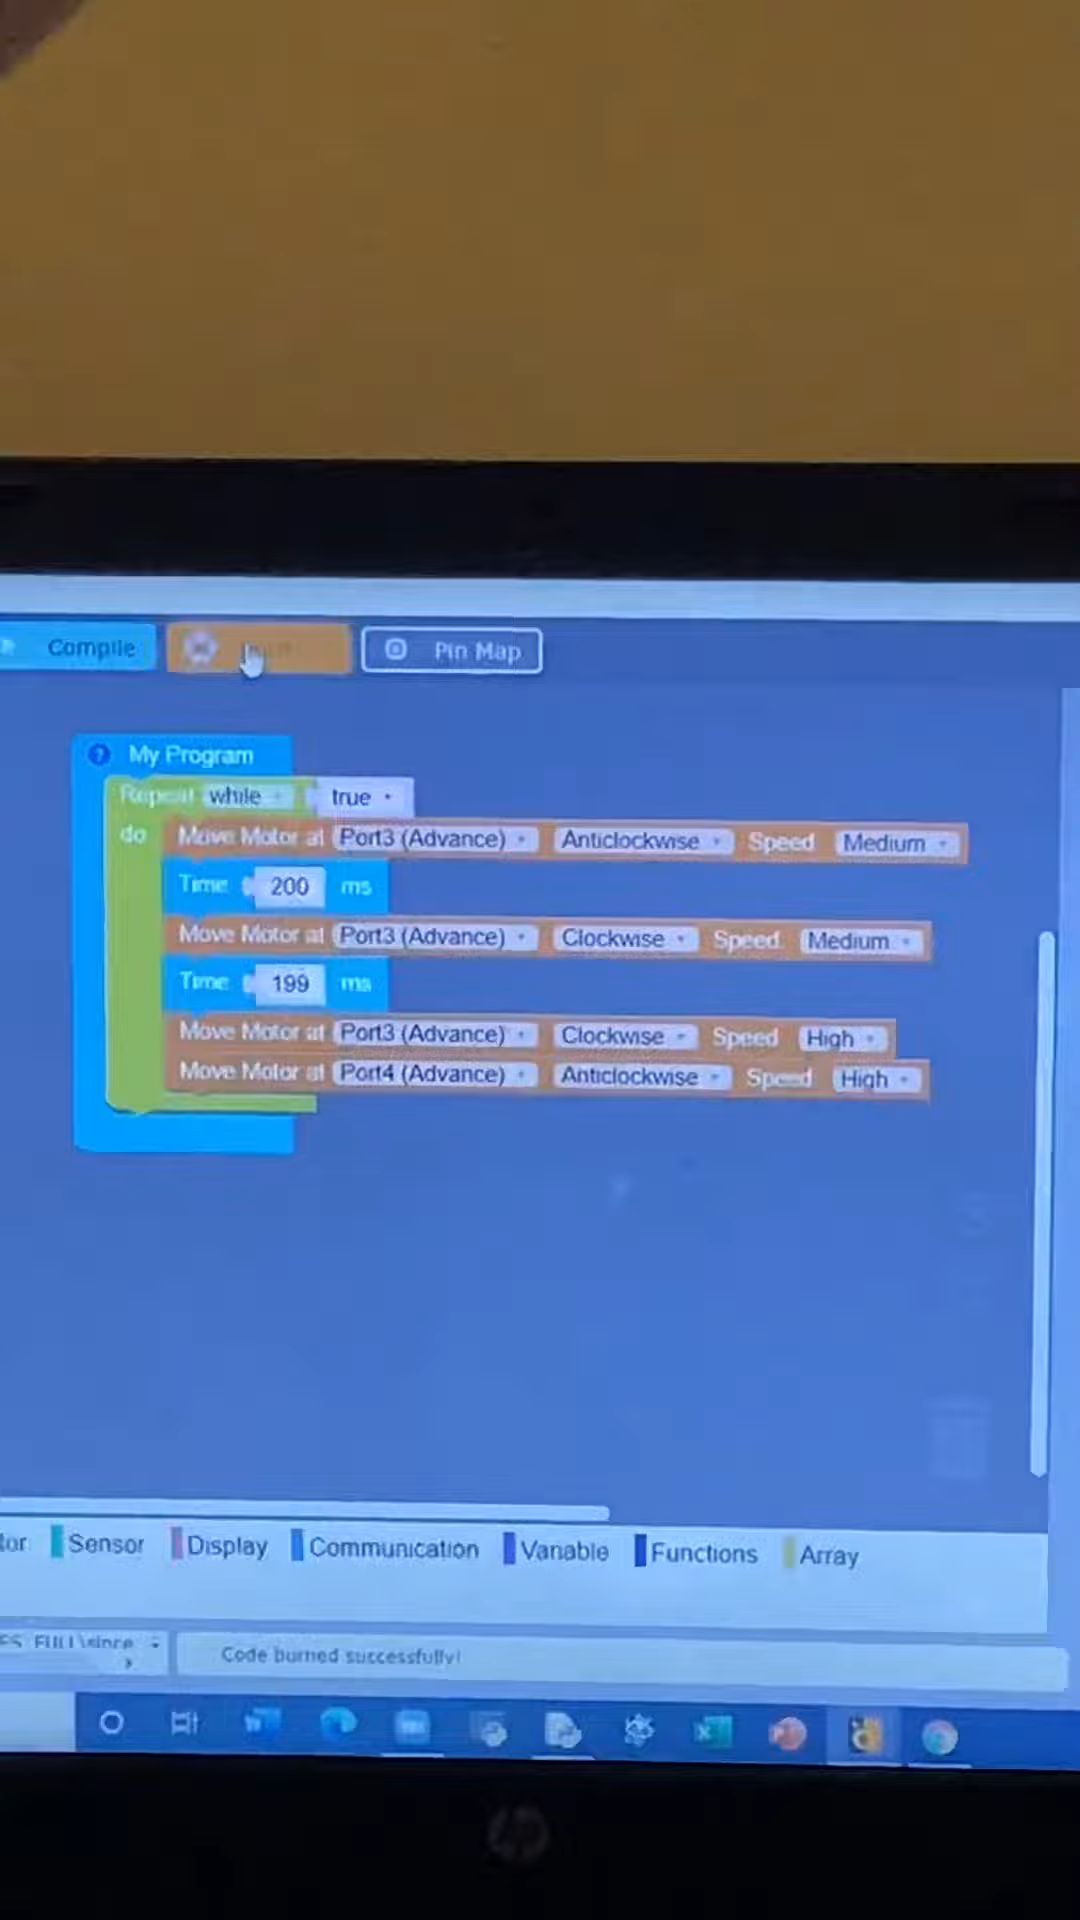 Compile
Pin Map
? My Program
Repeat while true
do Move Motor at Port3 (Advance) Anticlockwise Speed Medium
Time 200 ms
Move Motor at Port3 (Advance) Clockwise Speed Medium
Time 199 ms
Move Motor at Port3 (Advance) Clockwise Speed High
Move Motor at Port4 (Advance) Anticlockwise Speed High
tor Sensor Display Communication Variable Functions Array
Code burned successfully!
hp